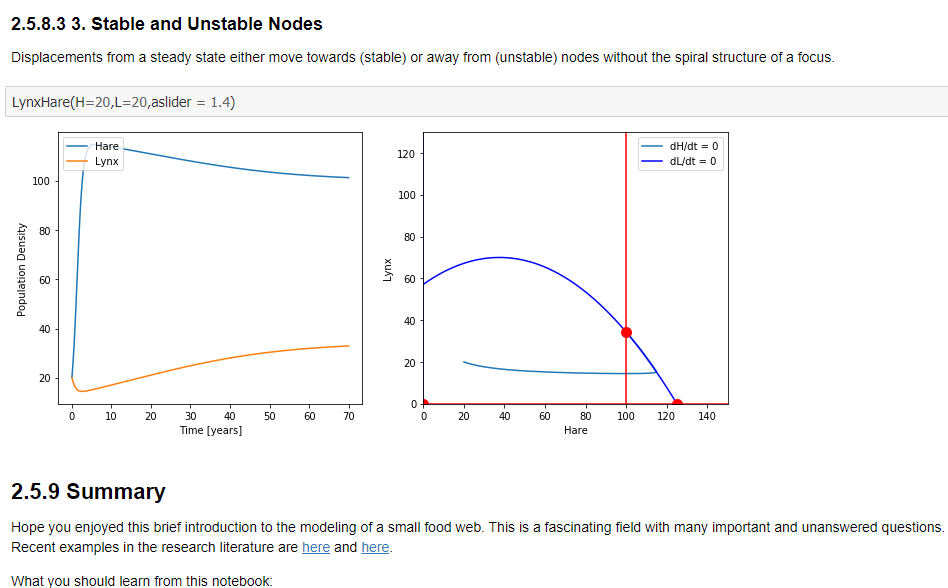 2.5.8.3 3. Stable and Unstable Nodes
Displacements from a steady state either move towards (stable) or away from (unstable) nodes without the spiral structure of a focus.
LynxHare(H=20,L=20,aslider = 1.4)
Hare
Lynx
100
80
60
40
20
Population Density
0 10 20 30 40 50 60 70
Time [years]
dH/dt = 0
dL/dt = 0
120
100
80
60
40
20
0
Lynx
0 20 40 60 80 100 120 140
Hare
2.5.9 Summary
Hope you enjoyed this brief introduction to the modeling of a small food web. This is a fascinating field with many important and unanswered questions.
Recent examples in the research literature are here and here.
What you should learn from this notebook: